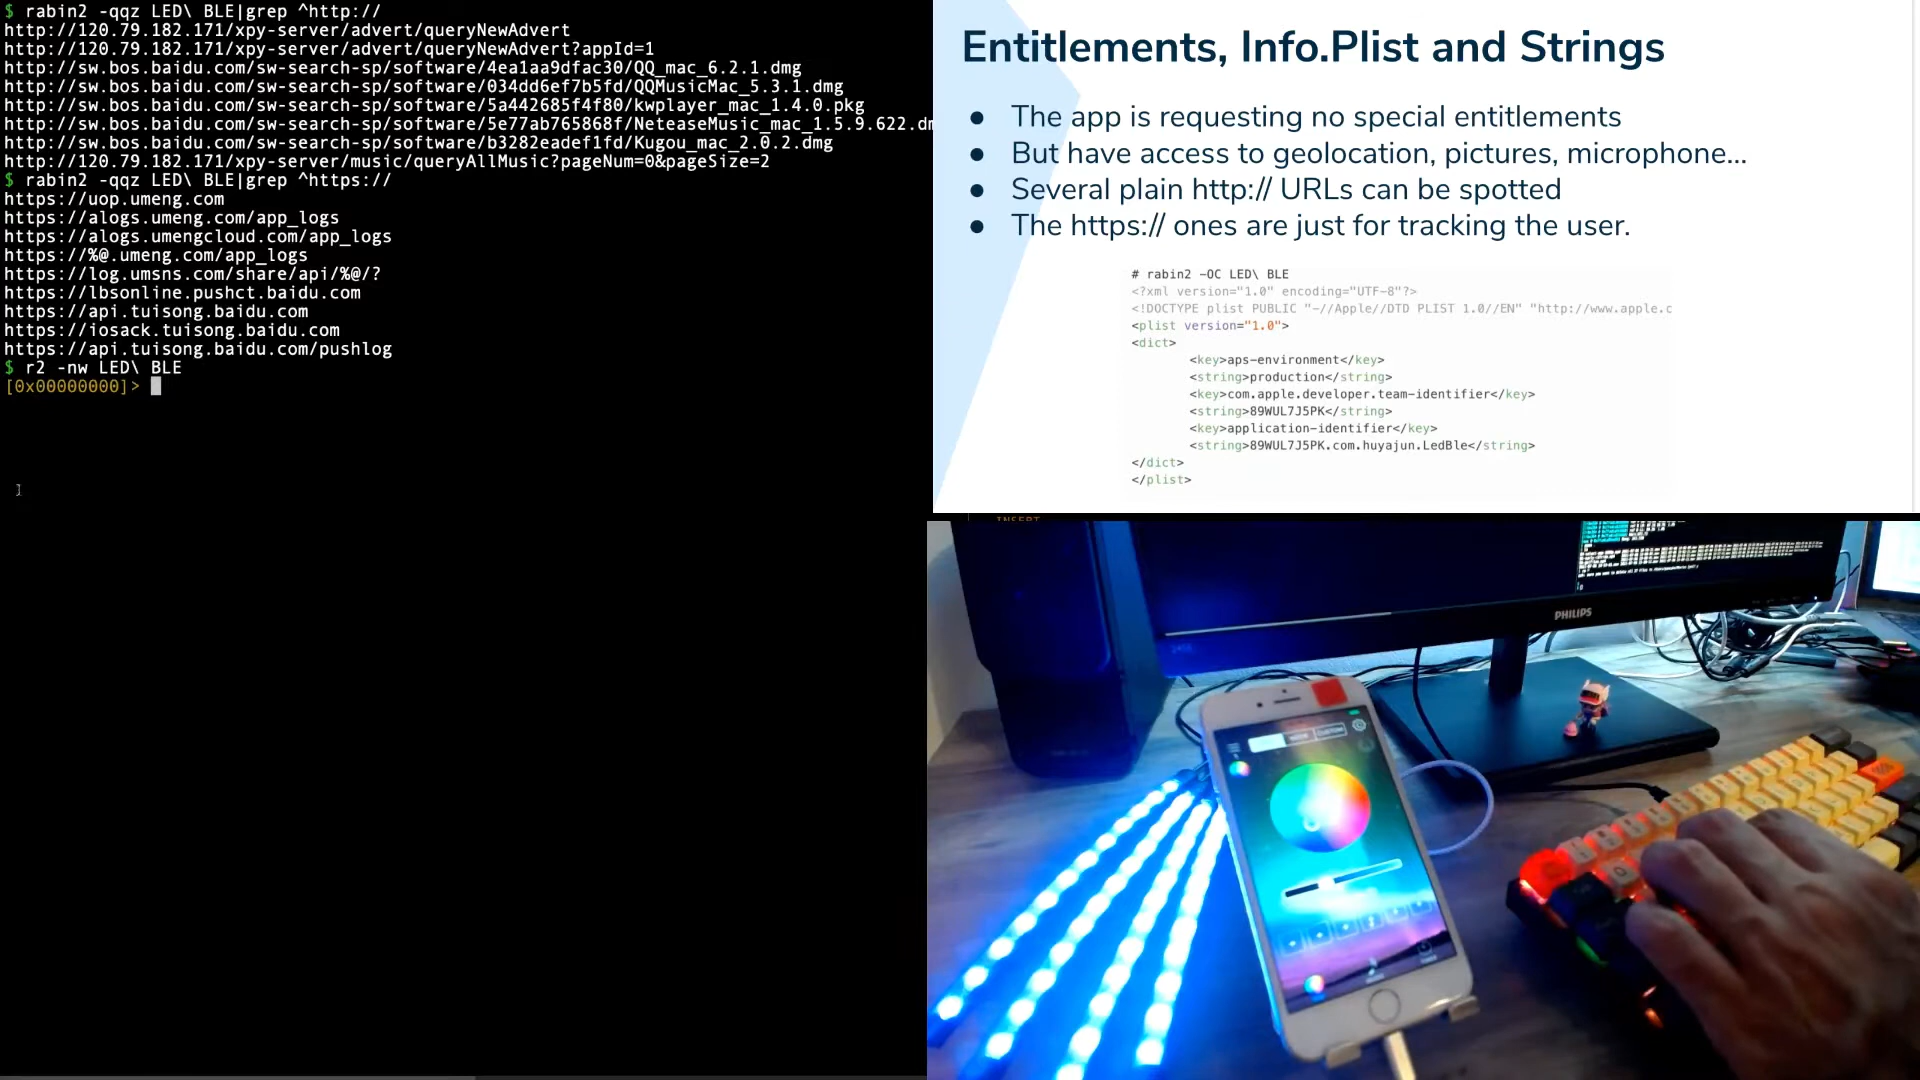 $ rabin2 -qqz LED\ BLE|grep ^http://
http://120.79.182.171/xpy-server/advert/queryNewAdvert
http://120.79.182.171/xpy-server/advert/queryNewAdvert?appId=1
http://sw.bos.baidu.com/sw-search-sp/software/4ea1aa9dfac30/QQ_mac_6.2.1.dmg
http://sw.bos.baidu.com/sw-search-sp/software/034dd6ef7b5fd/QQMusicMac_5.3.1.dmg
http://sw.bos.baidu.com/sw-search-sp/software/5a442685f4f80/kwplayer_mac_1.4.0.pkg
http://sw.bos.baidu.com/sw-search-sp/software/5e77ab765868f/NeteaseMusic_mac_1.5.9.622.dm
http://sw.bos.baidu.com/sw-search-sp/software/b3282eadef1fd/Kugou_mac_2.0.2.dmg
http://120.79.182.171/xpy-server/music/queryAllMusic?pageNum=0&pageSize=2
$ rabin2 -qqz LED\ BLE|grep ^https://
https://uop.umeng.com
https://alogs.umeng.com/app_logs
https://alogs.umengcloud.com/app_logs
https://%@.umeng.com/app_logs
https://log.umsns.com/share/api/%@/?
https://lbsonline.pushct.baidu.com
https://api.tuisong.baidu.com
https://iosack.tuisong.baidu.com
https://api.tuisong.baidu.com/pushlog
$ r2 -nw LED\ BLE
[0x00000000]>
Entitlements, Info.Plist and Strings
● The app is requesting no special entitlements
● But have access to geolocation, pictures, microphone...
● Several plain http:// URLs can be spotted
● The https:// ones are just for tracking the user.
# rabin2 -OC LED\ BLE
<?xml version="1.0" encoding="UTF-8"?>
<!DOCTYPE plist PUBLIC "-//Apple//DTD PLIST 1.0//EN" "http://www.apple.c
<plist version="1.0">
<dict>
<key>aps-environment</key>
<string>production</string>
<key>com.apple.developer.team-identifier</key>
<string>89WUL7J5PK</string>
<key>application-identifier</key>
<string>89WUL7J5PK.com.huyajun.LedBle</string>
</dict>
</plist>
PHILIPS
CUSTOM